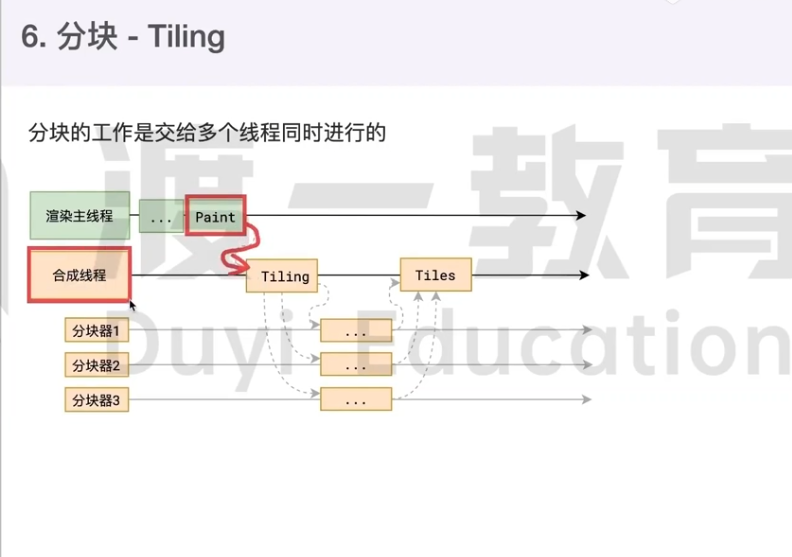 6. 分块 - Tiling
分块的工作是交给多个线程同时进行的
渡一教育
Duyi Education
渲染主线程
...
Paint
合成线程
Tiling
Tiles
分块器1
...
分块器2
...
分块器3
...